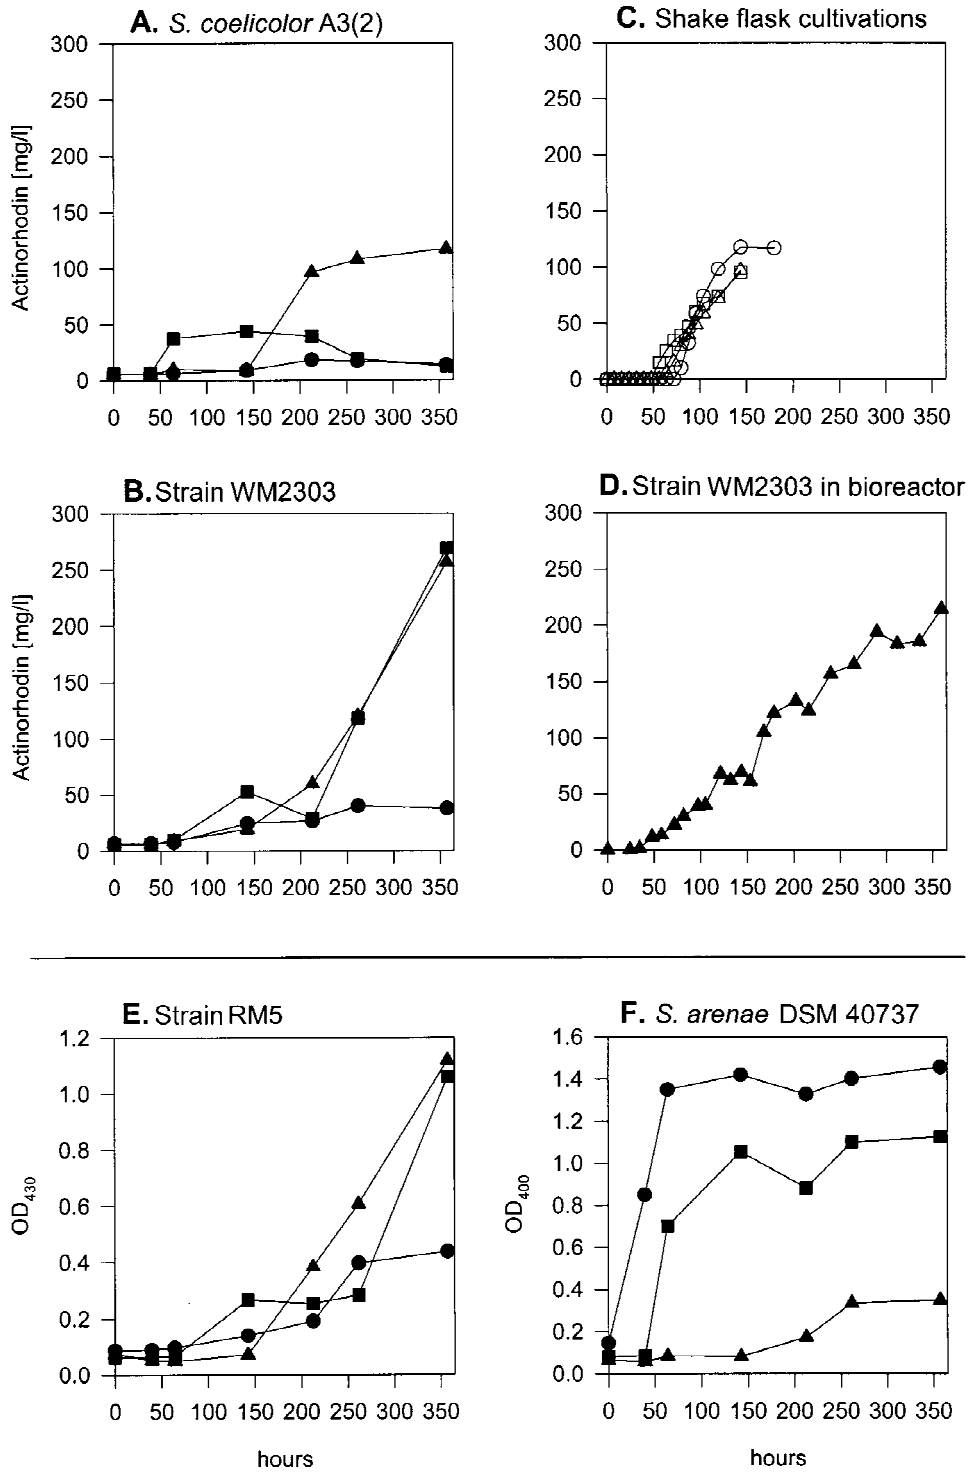 A. S. coelicolor A3(2)
300
250
200
150
100
50
0
Actinorhodin [mg/l]
0 50 100 150 200 250 300 350
C. Shake flask cultivations
300
250
200
150
100
50
0
0 50 100 150 200 250 300 350
B. Strain WM2303
300
250
200
150
100
50
0
Actinorhodin [mg/l]
0 50 100 150 200 250 300 350
D. Strain WM2303 in bioreactor
300
250
200
150
100
50
0
0 50 100 150 200 250 300 350
E. Strain RM5
1.2
1.0
0.8
0.6
0.4
0.2
0.0
OD430
0 50 100 150 200 250 300 350
hours
F. S. arenae DSM 40737
1.6
1.4
1.2
1.0
0.8
0.6
0.4
0.2
0.0
OD400
0 50 100 150 200 250 300 350
hours